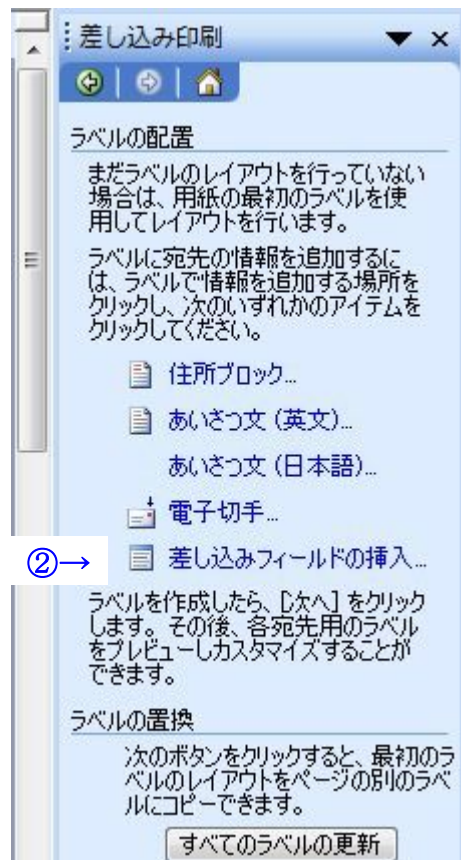 差し込み印刷
ラベルの配置
まだラベルのレイアウトを行っていない
場合は、用紙の最初のラベルを使
用してレイアウトを行います。
ラベルに宛先の情報を追加するに
は、ラベルで情報を追加する場所を
クリックし、次のいずれかのアイテムを
クリックしてください。
住所ブロック...
あいさつ文 (英文)...
あいさつ文 (日本語)...
電子切手...
②→ 差し込みフィールドの挿入...
ラベルを作成したら、[次へ] をクリック
します。その後、各宛先用のラベル
をプレビューしカスタマイズすることが
できます。
ラベルの置換
次のボタンをクリックすると、最初のラ
ベルのレイアウトをページの別のラベ
ルにコピーできます。
すべてのラベルの更新